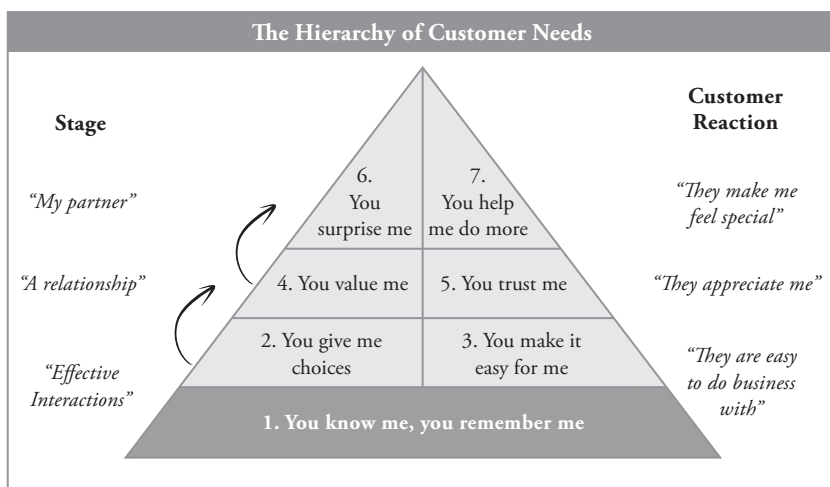 The Hierarchy of Customer Needs
Stage
Customer
Reaction
“My partner”
6.
You
surprise me
7.
You help
me do more
“They make me
feel special”
“A relationship”
4. You value me
5. You trust me
“They appreciate me”
“Effective
Interactions”
2. You give me
choices
3. You make it
easy for me
“They are easy
to do business
with”
1. You know me, you remember me